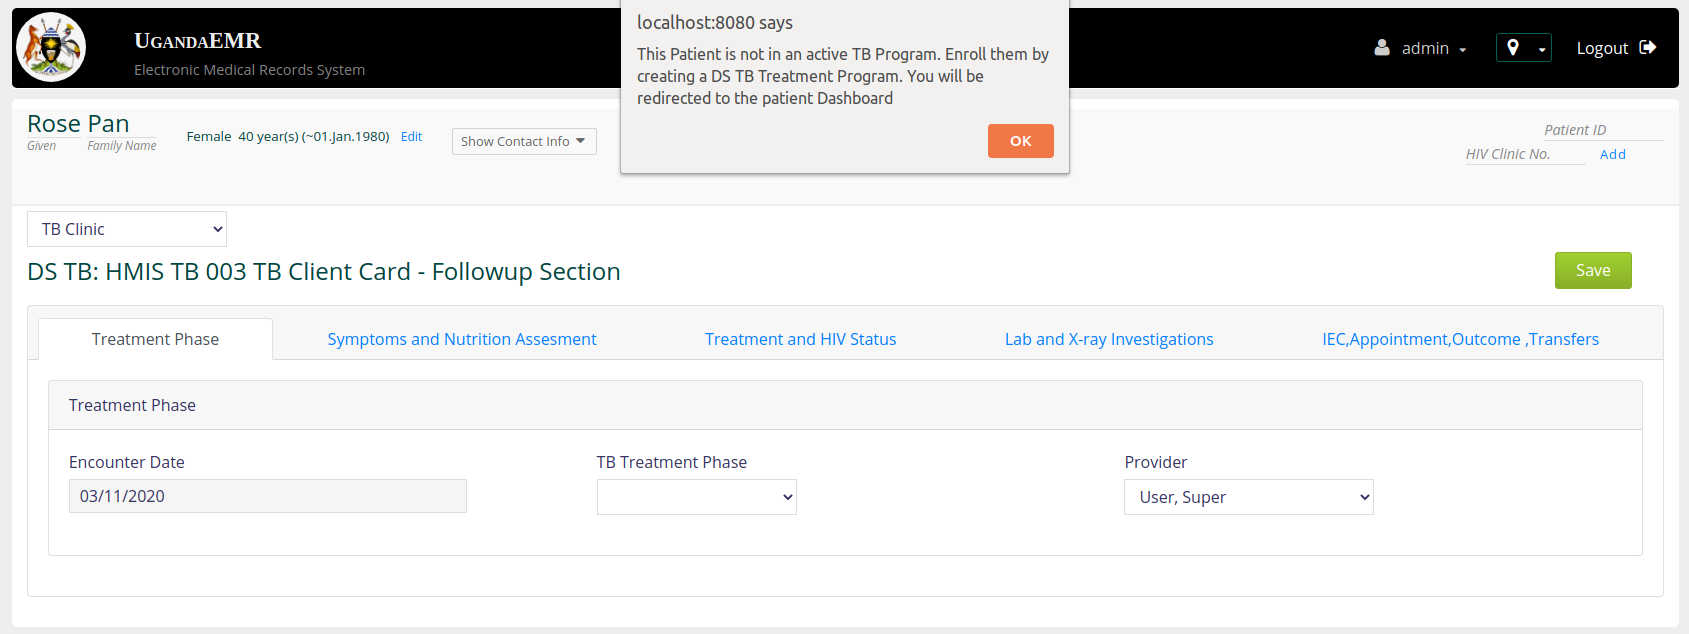 UgandaEMR
Electronic Medical Records System
localhost:8080 says
This Patient is not in an active TB Program. Enroll them by
creating a DS TB Treatment Program. You will be
redirected to the patient Dashboard
OK
admin
Logout
Rose Pan
Given Family Name
Female 40 year(s) (~01.Jan.1980) Edit
Show Contact Info
Patient ID
HIV Clinic No. Add
TB Clinic
DS TB: HMIS TB 003 TB Client Card - Followup Section
Save
Treatment Phase
Symptoms and Nutrition Assesment
Treatment and HIV Status
Lab and X-ray Investigations
IEC,Appointment,Outcome ,Transfers
Treatment Phase
Encounter Date
03/11/2020
TB Treatment Phase
Provider
User, Super